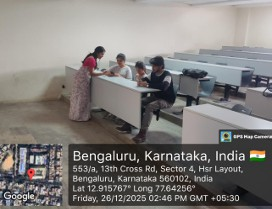 GPS Map Camera
Bengaluru, Karnataka, India
553/a, 13th Cross Rd, Sector 4, Hsr Layout,
Bengaluru, Karnataka 560102, India
Lat 12.915767° Long 77.64256°
Friday, 26/12/2025 02:46 PM GMT +05:30
Google